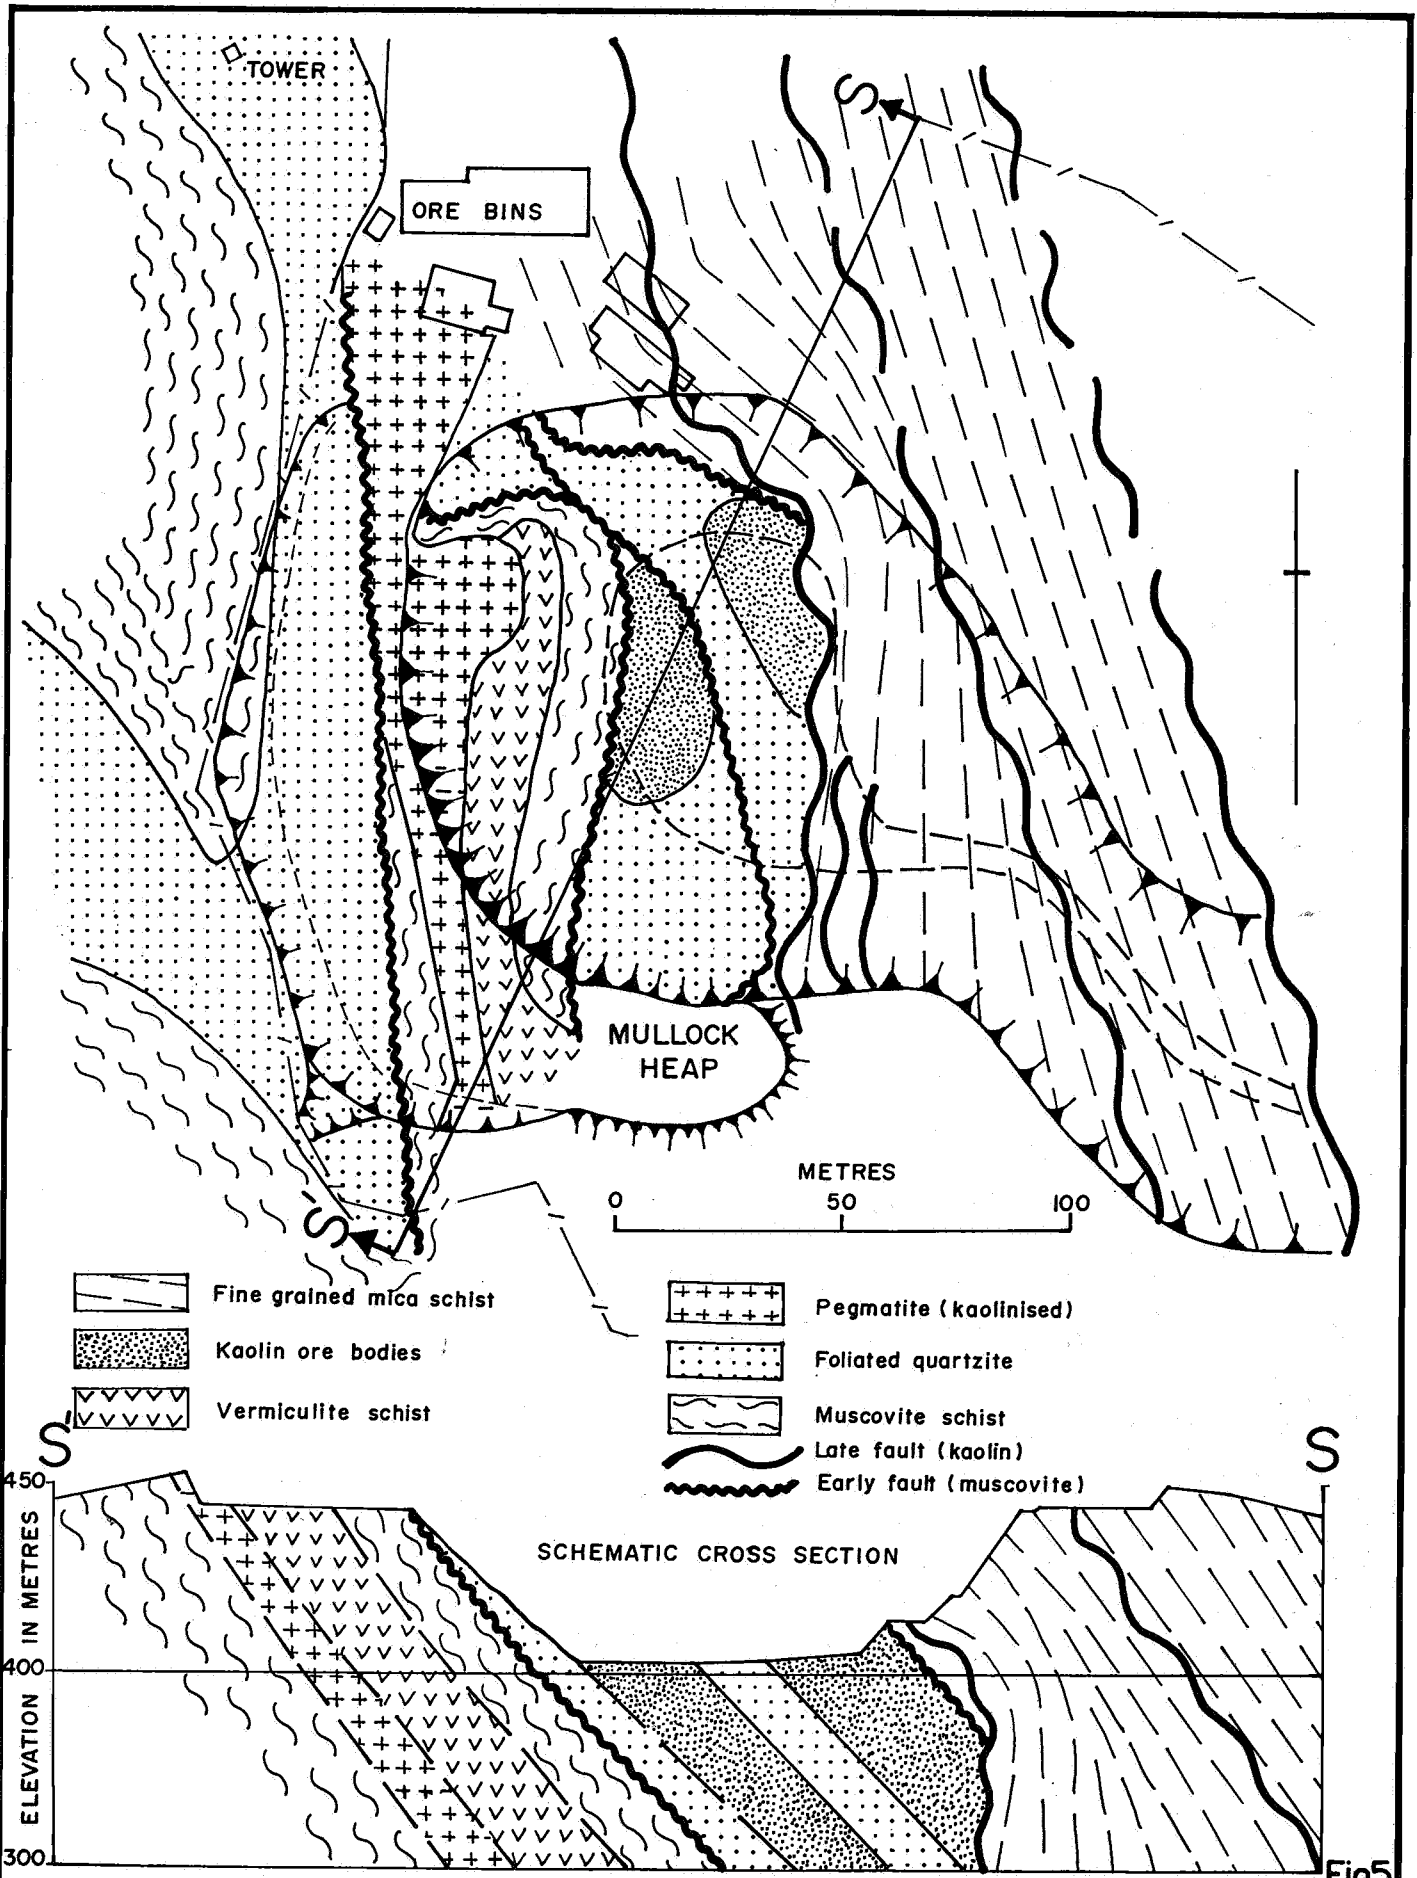 TOWER
S
ORE BINS
MULLOCK
HEAP
METRES
0 50 100
S'
Fine grained mica schist
Pegmatite (kaolinised)
Kaolin ore bodies
Foliated quartzite
Vermiculite schist
Muscovite schist
Late fault (kaolin)
Early fault (muscovite)
S'
S
450
SCHEMATIC CROSS SECTION
ELEVATION IN METRES
400
300
Fig5